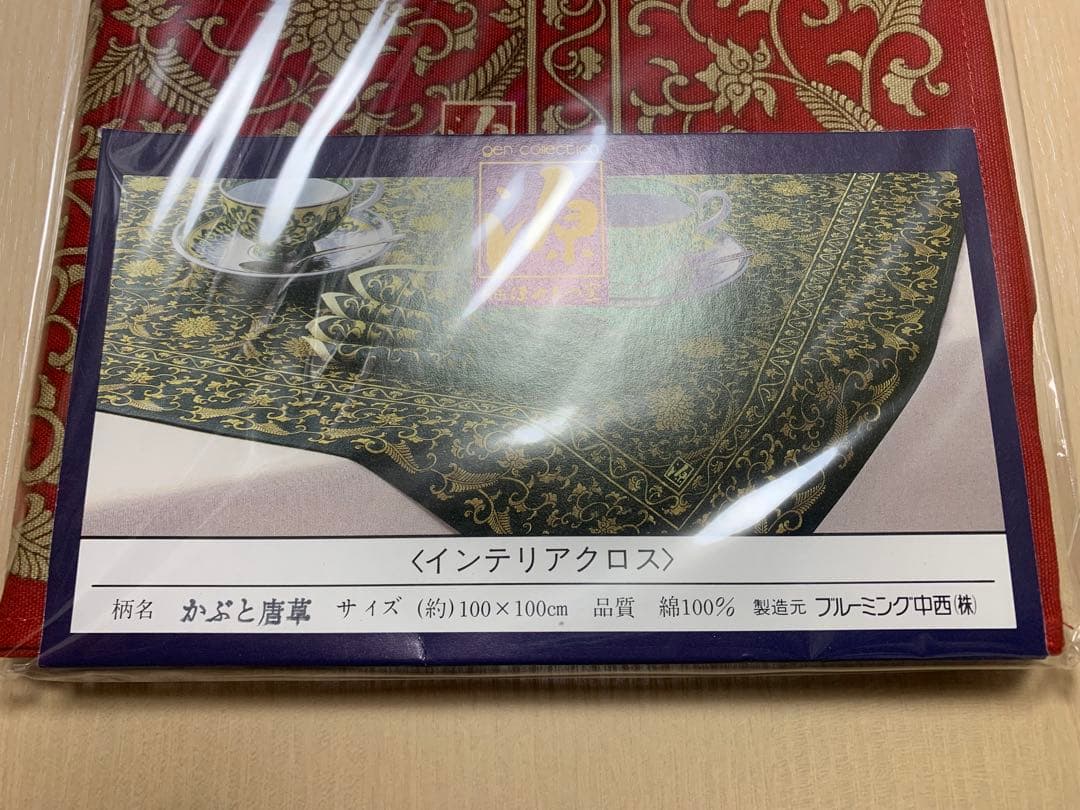 gen collection
源
〈インテリアクロス〉
柄名 かぶと唐草 サイズ (約)100×100cm 品質 綿100% 製造元 ブルーミング中西(株)